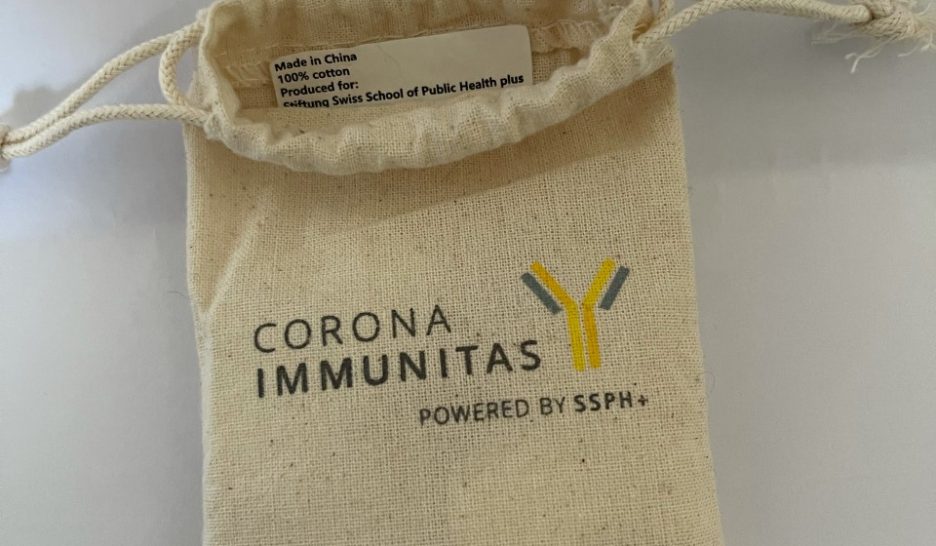 Made in China
100% cotton
Produced for:
Stiftung Swiss School of Public Health plus
CORONA
IMMUNITAS
POWERED BY SSPH+